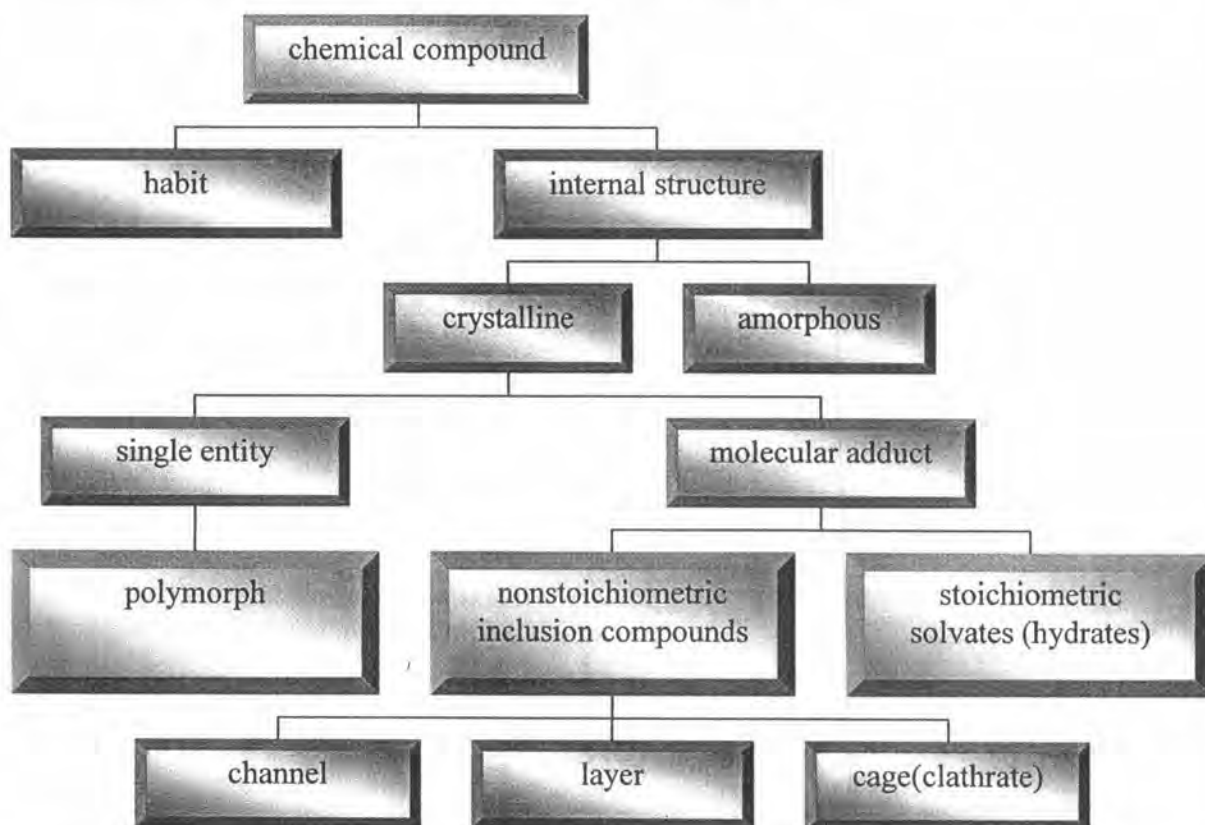 chemical compound
habit
internal structure
crystalline
amorphous
single entity
molecular adduct
polymorph
nonstoichiometric
inclusion compounds
stoichiometric
solvates (hydrates)
channel
layer
cage(clathrate)